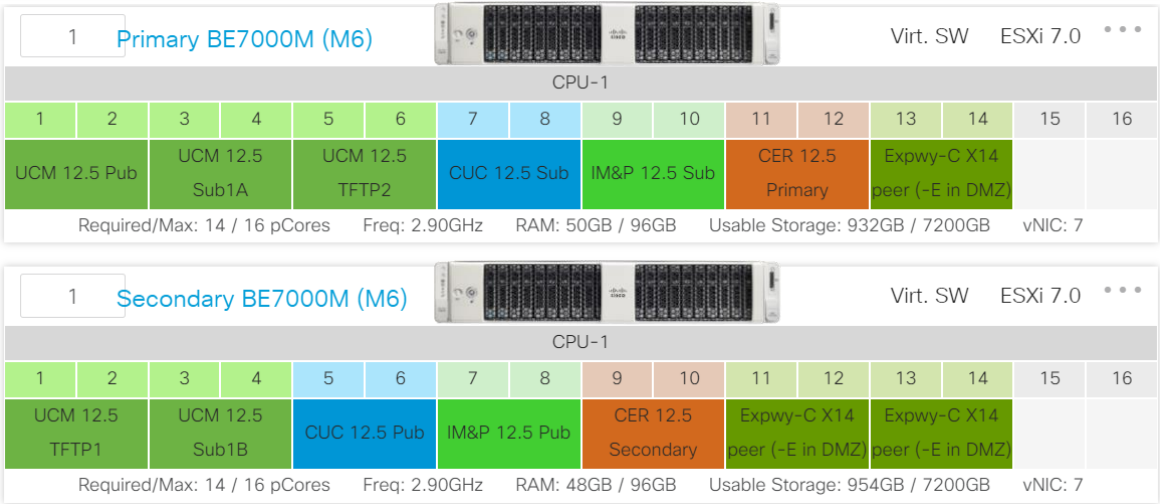 1 Primary BE7000M (M6) Virt. SW ESXi 7.0
CPU-1
1 2 3 4 5 6 7 8 9 10 11 12 13 14 15 16
UCM 12.5 Pub
UCM 12.5
Sub1A
UCM 12.5
TFTP2
CUC 12.5 Sub
IM&P 12.5 Sub
CER 12.5
Primary
Expwy-C X14
peer (-E in DMZ)
Required/Max: 14 / 16 pCores Freq: 2.90GHz RAM: 50GB / 96GB Usable Storage: 932GB / 7200GB vNIC: 7
1 Secondary BE7000M (M6) Virt. SW ESXi 7.0
CPU-1
1 2 3 4 5 6 7 8 9 10 11 12 13 14 15 16
UCM 12.5
TFTP1
UCM 12.5
Sub1B
CUC 12.5 Pub
IM&P 12.5 Pub
CER 12.5
Secondary
Expwy-C X14
peer (-E in DMZ)
Expwy-C X14
peer (-E in DMZ)
Required/Max: 14 / 16 pCores Freq: 2.90GHz RAM: 48GB / 96GB Usable Storage: 954GB / 7200GB vNIC: 7